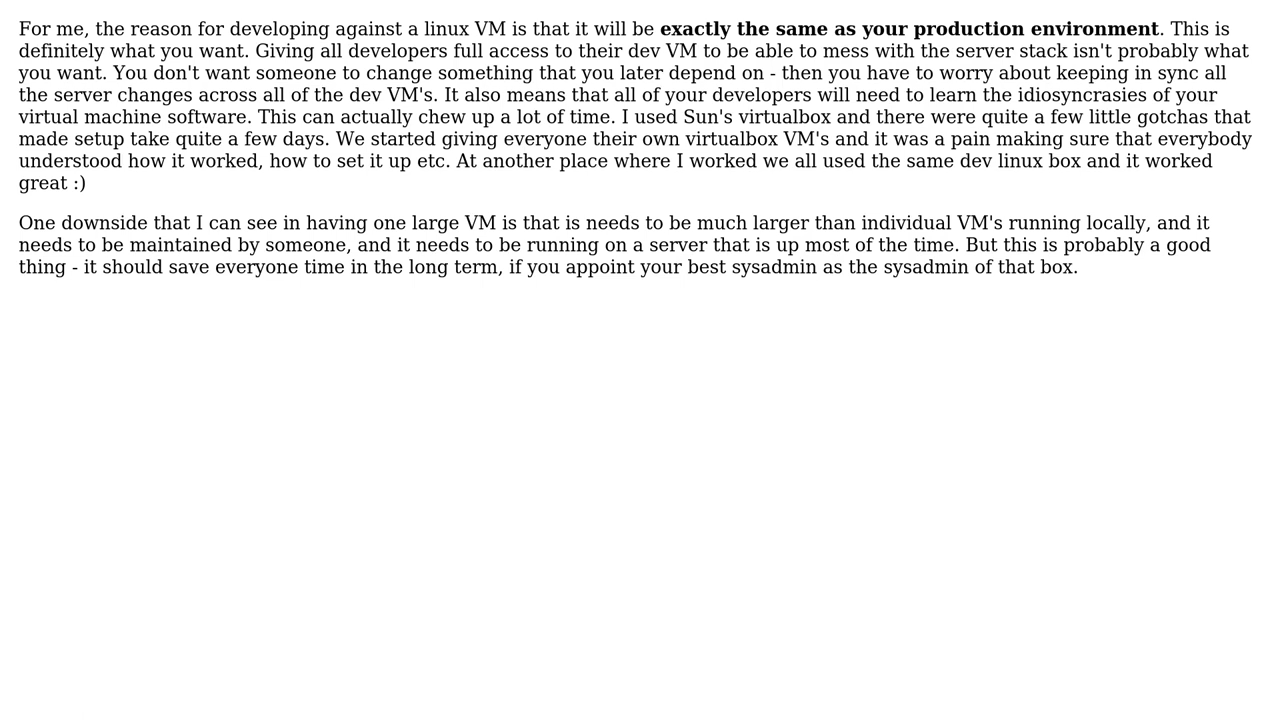 For me, the reason for developing against a linux VM is that it will be exactly the same as your production environment. This is
definitely what you want. Giving all developers full access to their dev VM to be able to mess with the server stack isn't probably what
you want. You don't want someone to change something that you later depend on - then you have to worry about keeping in sync all
the server changes across all of the dev VM's. It also means that all of your developers will need to learn the idiosyncrasies of your
virtual machine software. This can actually chew up a lot of time. I used Sun's virtualbox and there were quite a few little gotchas that
made setup take quite a few days. We started giving everyone their own virtualbox VM's and it was a pain making sure that everybody
understood how it worked, how to set it up etc. At another place where I worked we all used the same dev linux box and it worked
great :)
One downside that I can see in having one large VM is that is needs to be much larger than individual VM's running locally, and it
needs to be maintained by someone, and it needs to be running on a server that is up most of the time. But this is probably a good
thing - it should save everyone time in the long term, if you appoint your best sysadmin as the sysadmin of that box.